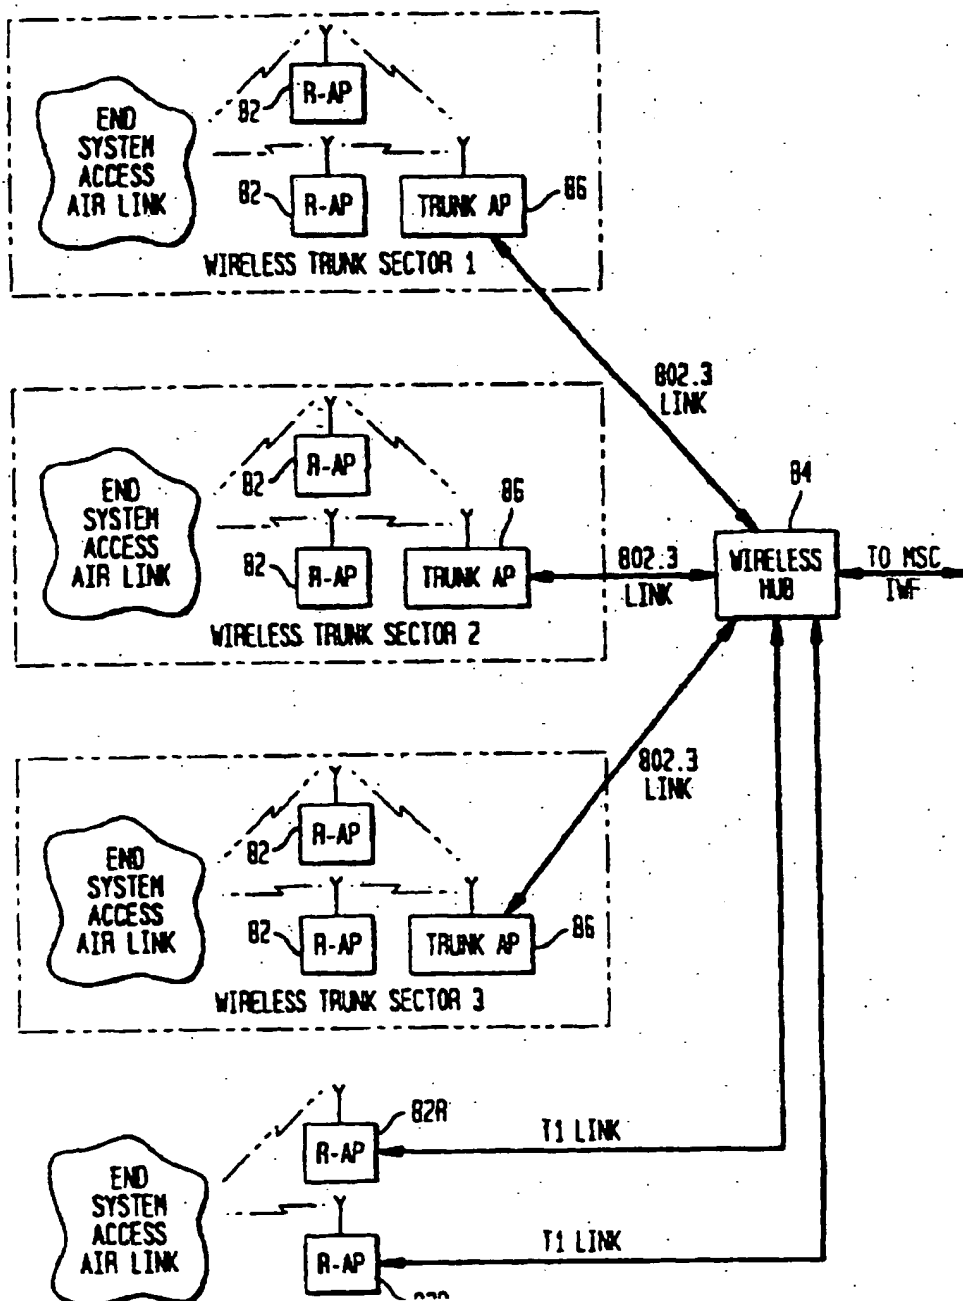 82
R-AP
END
SYSTEM
ACCESS
AIR LINK
82
R-AP
TRUNK AP
86
WIRELESS TRUNK SECTOR 1
802.3
LINK
82
R-AP
END
SYSTEM
ACCESS
AIR LINK
86
82
R-AP
TRUNK AP
WIRELESS TRUNK SECTOR 2
802.3
LINK
84
WIRELESS
HUB
TO MSC
IWF
802.3
LINK
82
R-AP
END
SYSTEM
ACCESS
AIR LINK
82
R-AP
TRUNK AP
86
WIRELESS TRUNK SECTOR 3
82A
R-AP
T1 LINK
END
SYSTEM
ACCESS
AIR LINK
R-AP
T1 LINK